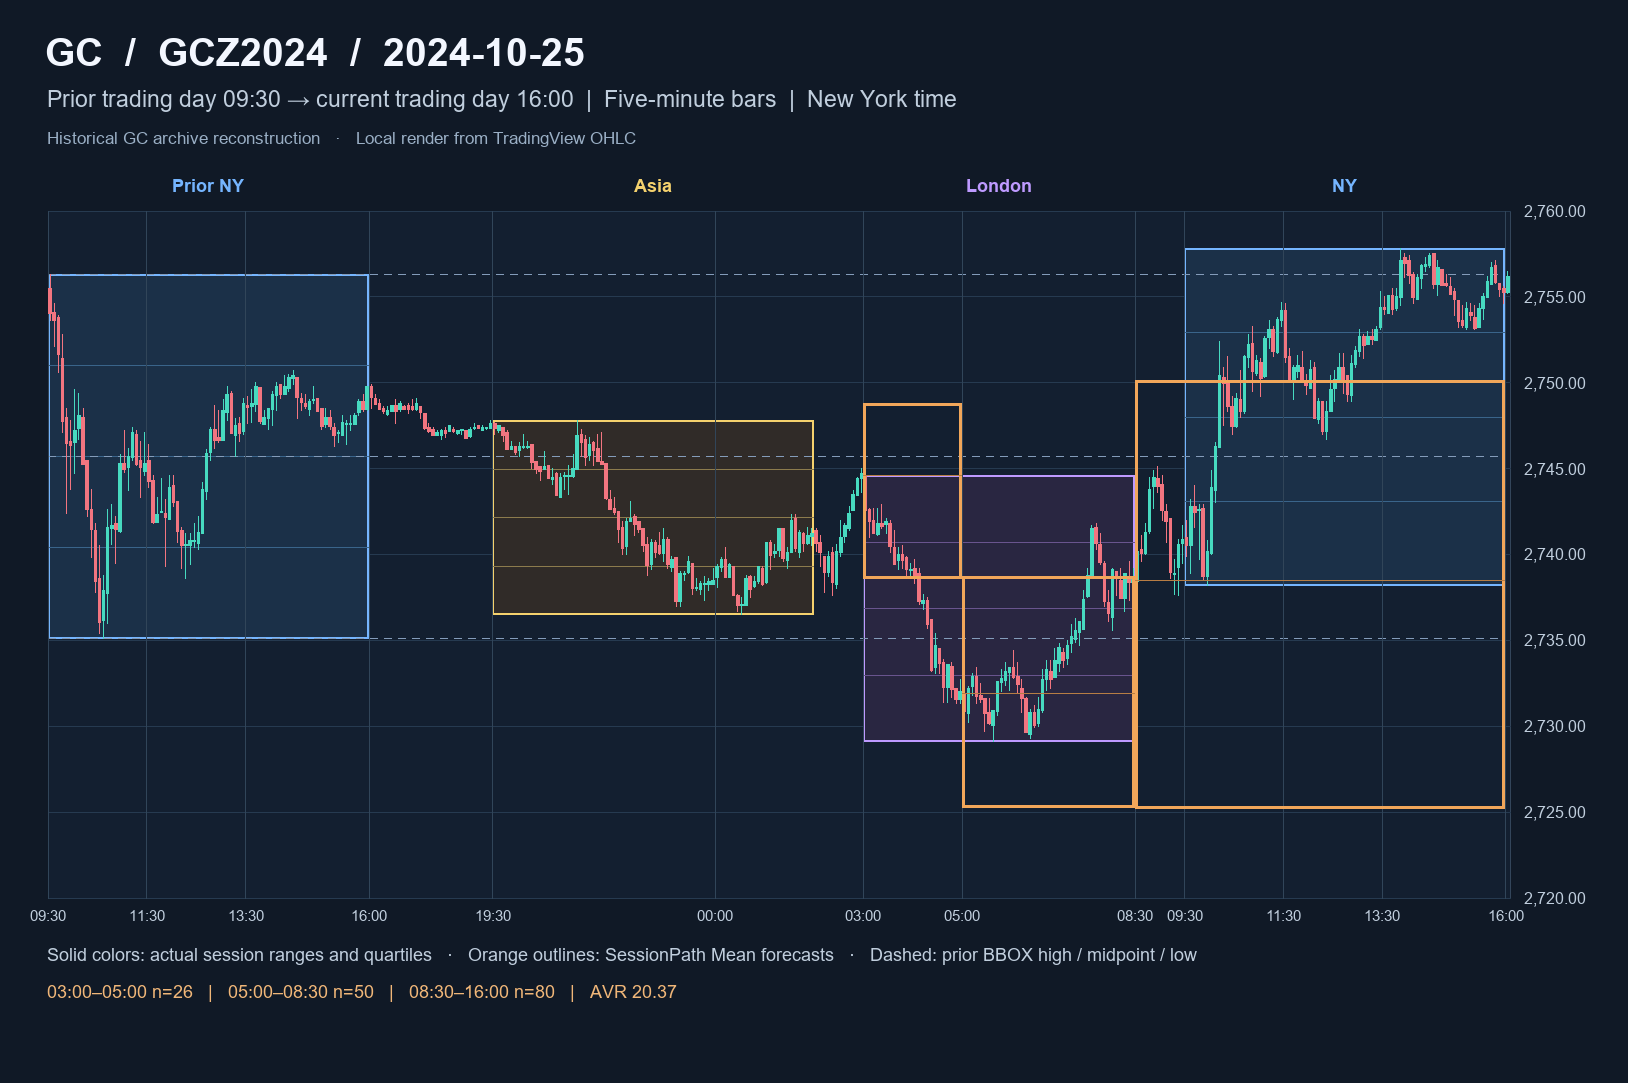 GC / GCZ2024 / 2024-10-25
Prior trading day 09:30 → current trading day 16:00 | Five-minute bars | New York time
Historical GC archive reconstruction · Local render from TradingView OHLC
Prior NY Asia London NY
2,760.00
2,755.00
2,750.00
2,745.00
2,740.00
2,735.00
2,730.00
2,725.00
2,720.00
09:30 11:30 13:30 16:00 19:30 00:00 03:00 05:00 08:30 09:30 11:30 13:30 16:00
Solid colors: actual session ranges and quartiles · Orange outlines: SessionPath Mean forecasts · Dashed: prior BBOX high / midpoint / low
03:00–05:00 n=26 | 05:00–08:30 n=50 | 08:30–16:00 n=80 | AVR 20.37